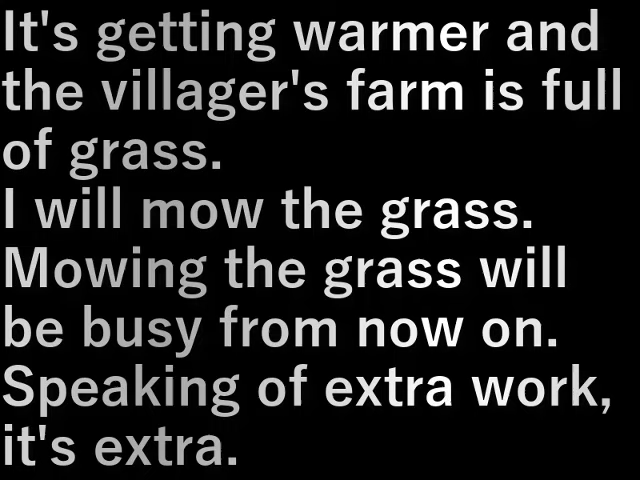 It's getting warmer and
the villager's farm is full
of grass.
I will mow the grass.
Mowing the grass will
be busy from now on.
Speaking of extra work,
it's extra.